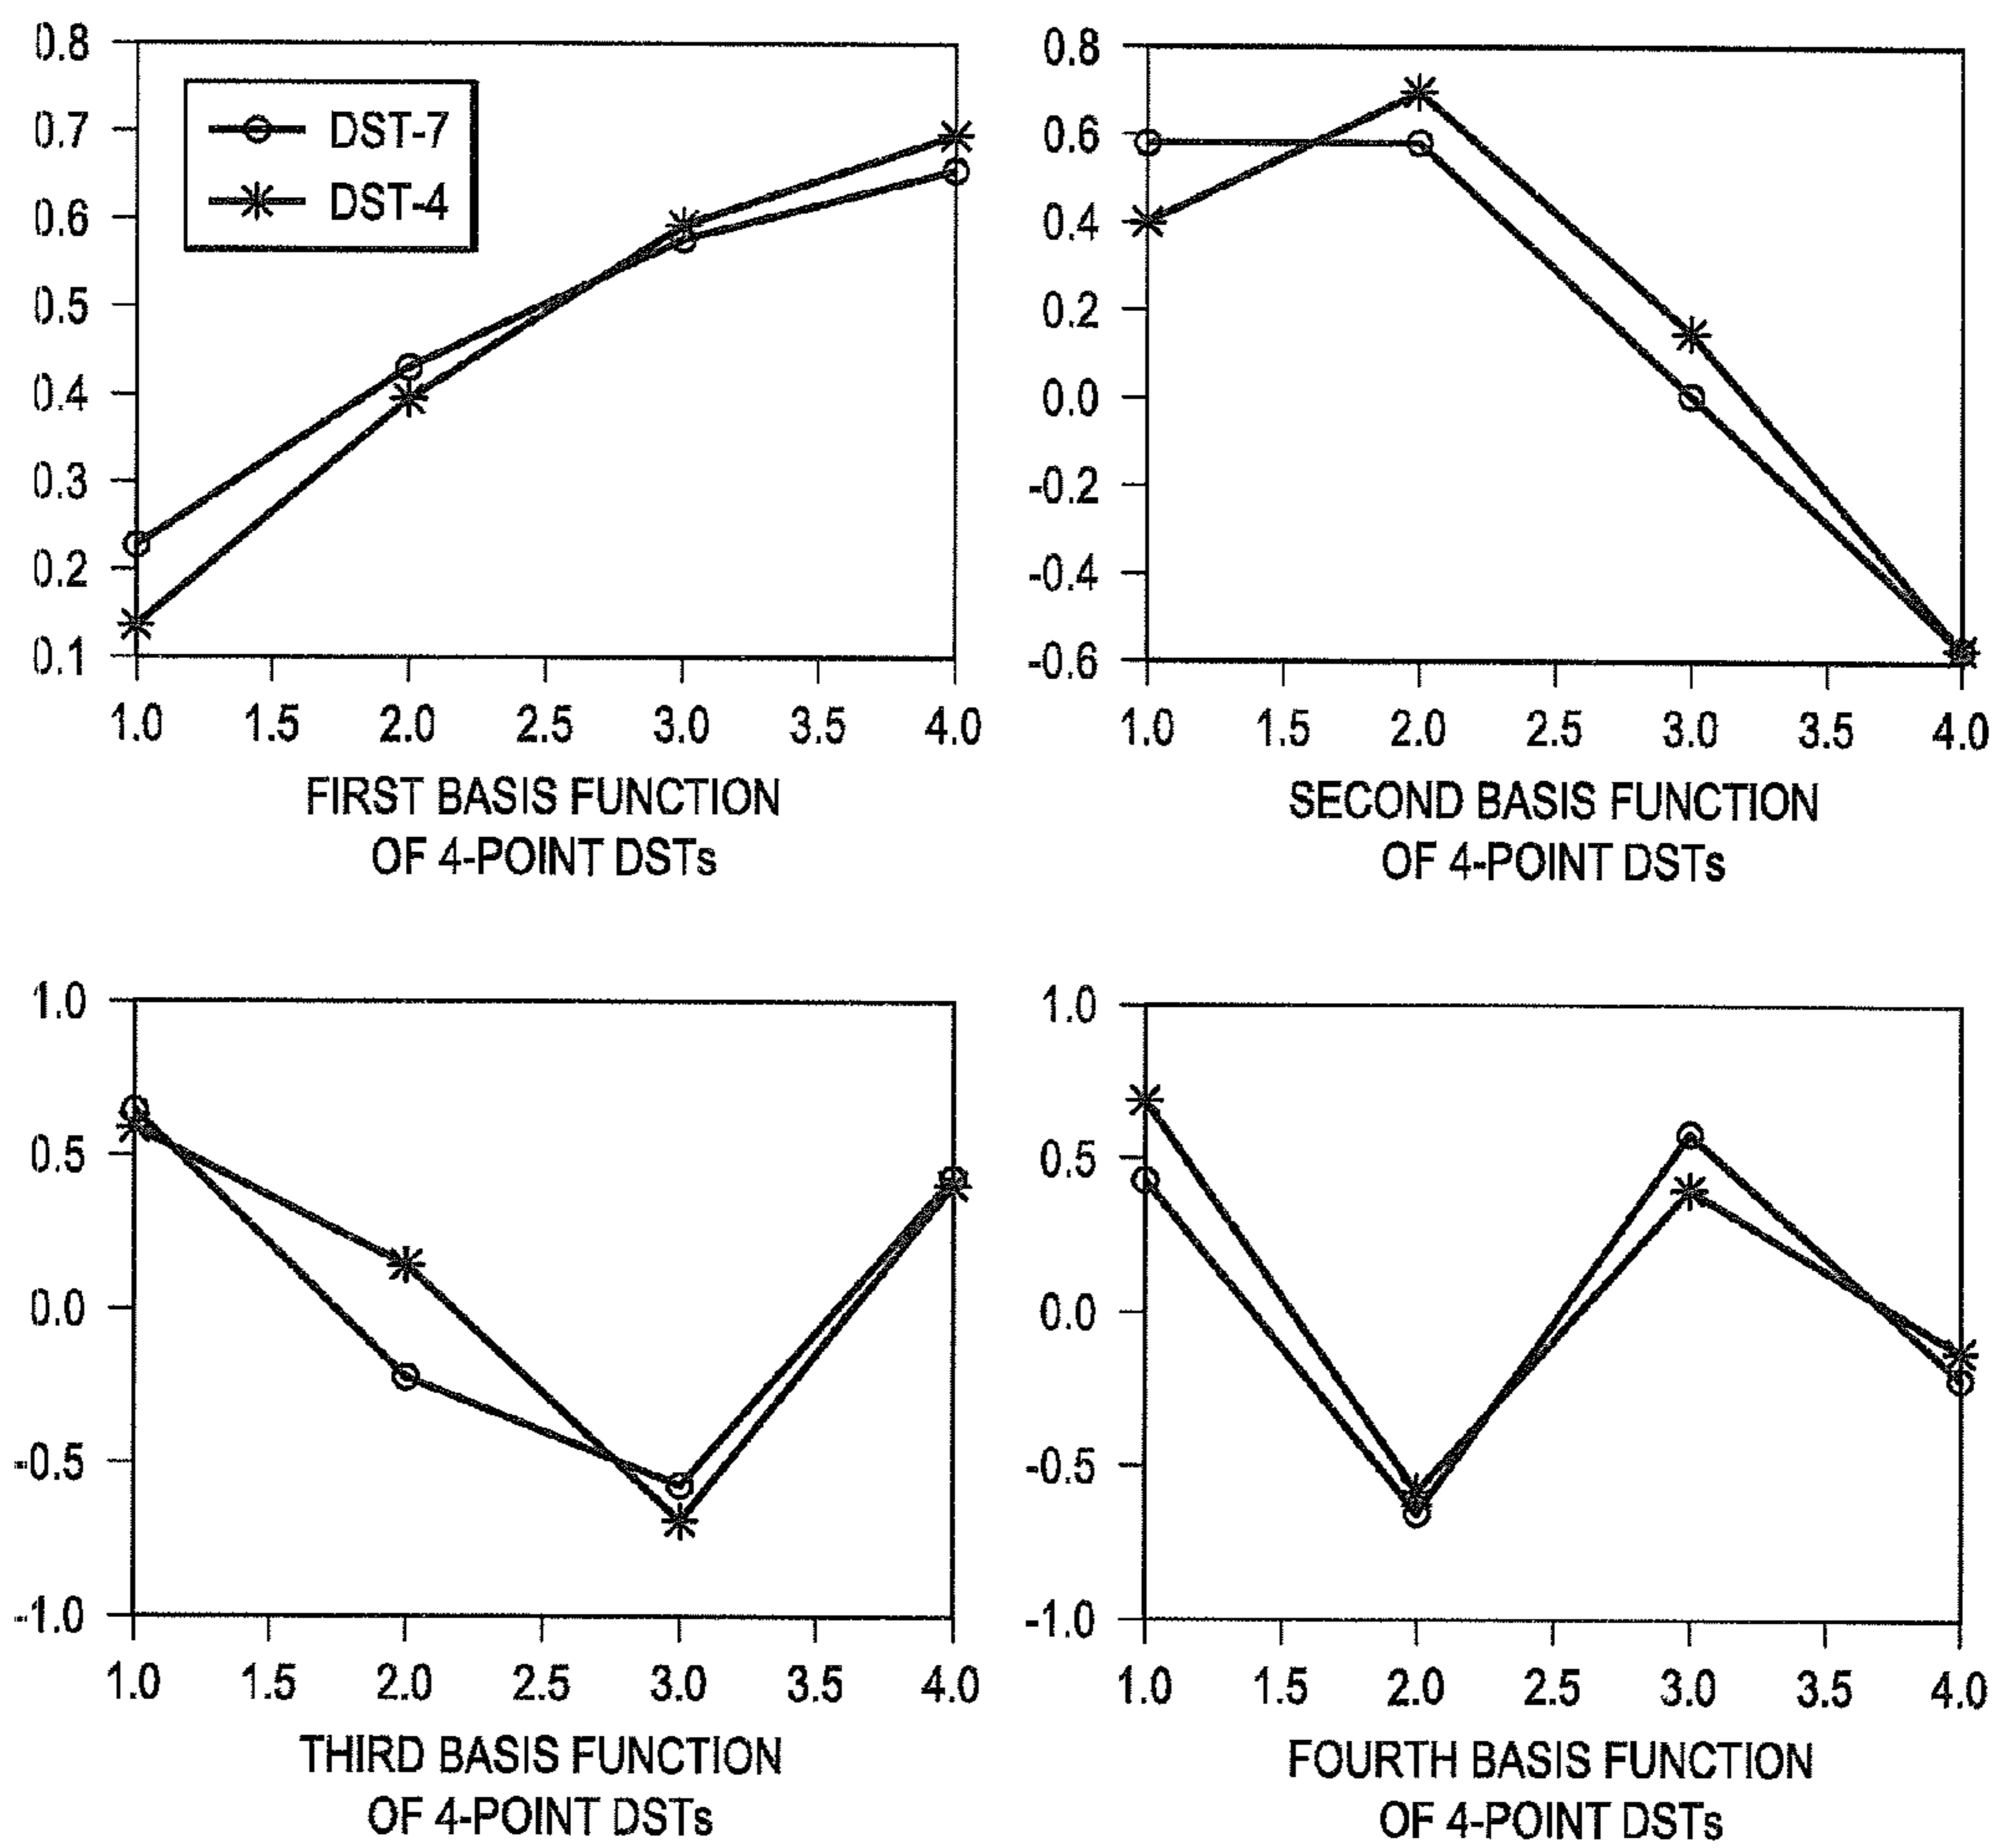 0.8
0.7
0.6
0.5
0.4
0.3
0.2
0.1
DST-7
DST-4
1.0 1.5 2.0 2.5 3.0 3.5 4.0
FIRST BASIS FUNCTION
OF 4-POINT DSTs
0.8
0.6
0.4
0.2
0.0
-0.2
-0.4
-0.6
1.0 1.5 2.0 2.5 3.0 3.5 4.0
SECOND BASIS FUNCTION
OF 4-POINT DSTs
1.0
0.5
0.0
-0.5
-1.0
1.0 1.5 2.0 2.5 3.0 3.5 4.0
THIRD BASIS FUNCTION
OF 4-POINT DSTs
1.0
0.5
0.0
-0.5
-1.0
1.0 1.5 2.0 2.5 3.0 3.5 4.0
FOURTH BASIS FUNCTION
OF 4-POINT DSTs